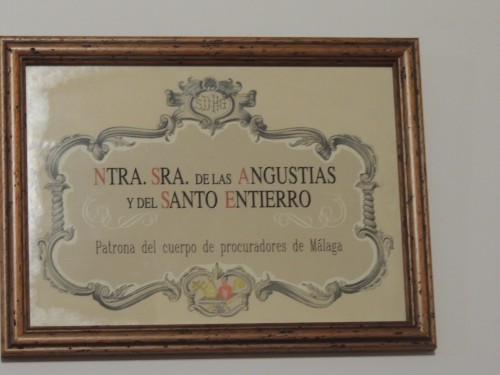 NTRA. SRA. DE LAS ANGUSTIAS
Y DEL SANTO ENTIERRO
Patrona del cuerpo de procuradores de Málaga